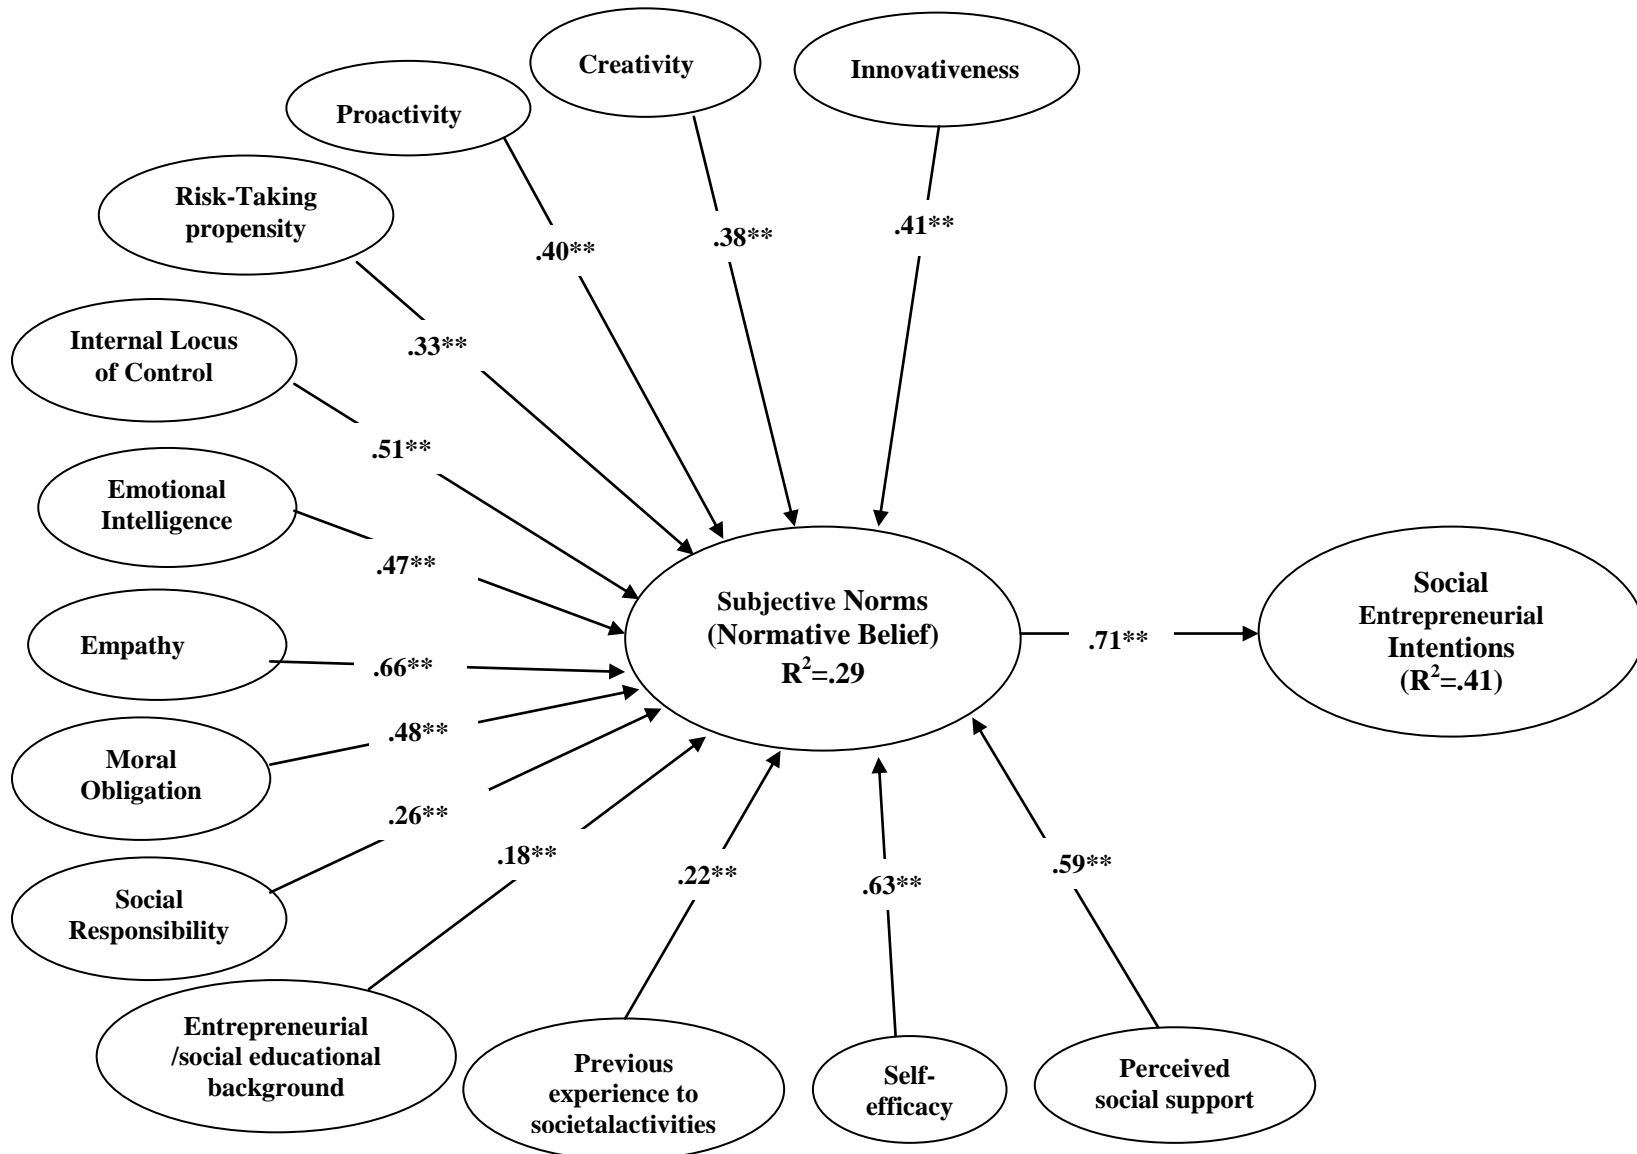 Creativity
Innovativeness
Proactivity
Risk-Taking
propensity
.41**
.38**
.40**
.33**
Internal Locus
of Control
.51**
Emotional
Intelligence
.47**
Empathy
.66**
Moral
Obligation
.48**
Social
Responsibility
.26**
Subjective Norms
(Normative Belief)
R²=.29
.71**
Social
Entrepreneurial
Intentions
(R²=.41)
.18**
.22**
.63**
.59**
Entrepreneurial
/social educational
background
Previous
experience to
societalactivities
Self-
efficacy
Perceived
social support